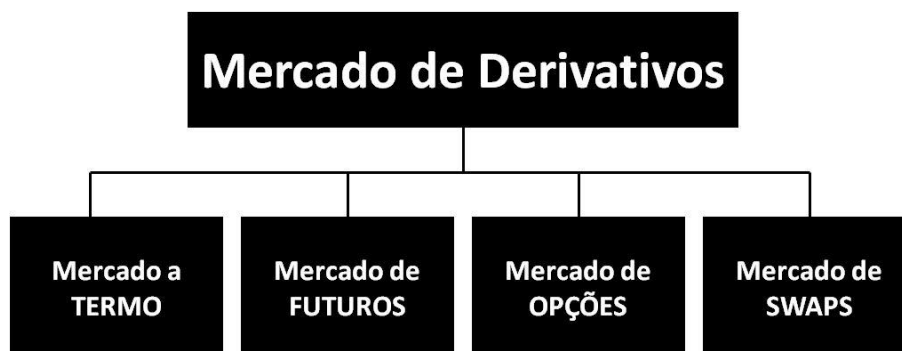 Mercado de Derivativos
Mercado a
TERMO
Mercado de
FUTUROS
Mercado de
OPÇÕES
Mercado de
SWAPS